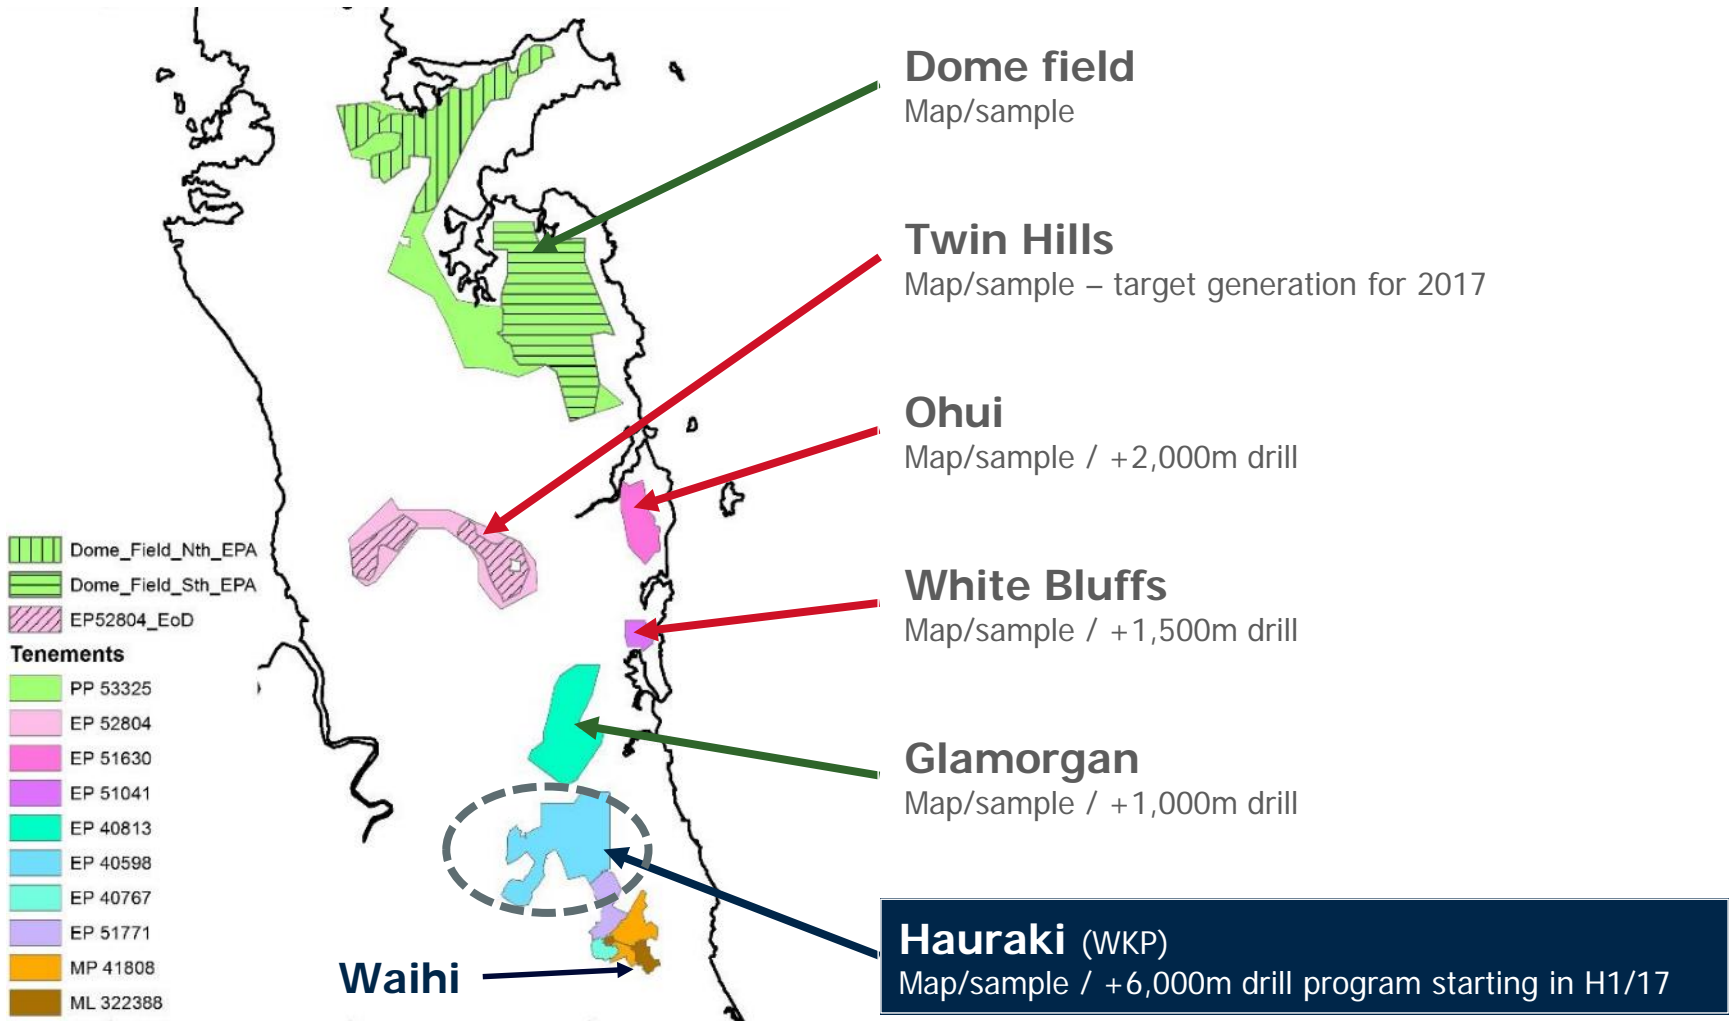 Dome field
Map/sample
Twin Hills
Map/sample – target generation for 2017
Ohui
Map/sample / +2,000m drill
White Bluffs
Map/sample / +1,500m drill
Glamorgan
Map/sample / +1,000m drill
Hauraki (WKP)
Map/sample / +6,000m drill program starting in H1/17
Waihi
Dome_Field_Nth_EPA
Dome_Field_Sth_EPA
EP52804_EoD
Tenements
PP 53325
EP 52804
EP 51630
EP 51041
EP 40813
EP 40598
EP 40767
EP 51771
MP 41808
ML 322388